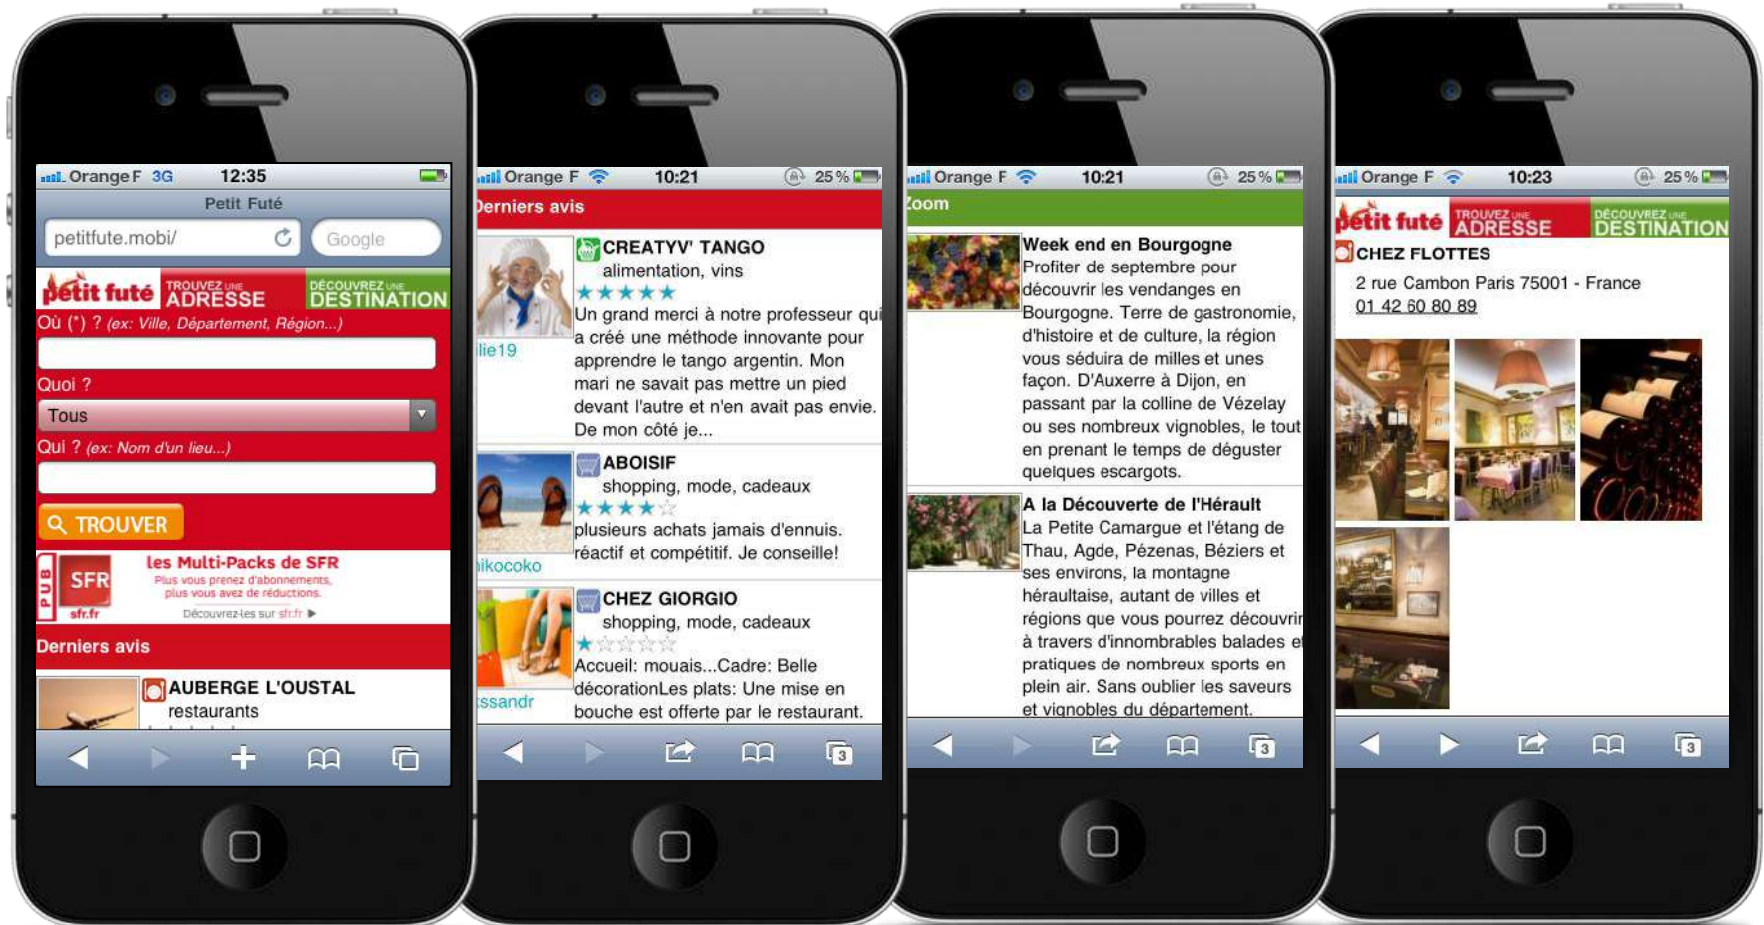 Orange F 3G 12:35
Petit Futé
petitfute.mobi/
Google
petit futé
TROUVEZ UNE
ADRESSE
DÉCOUVREZ UNE
DESTINATION
Où (*) ? (ex: Ville, Département, Région...)
Quoi ?
Tous
Qui ? (ex: Nom d'un lieu...)
TROUVER
PUB
SFR
sfr.fr
les Multi-Packs de SFR
Plus vous prenez d'abonnements,
plus vous avez de réductions.
Découvrez-les sur sfr.fr
Derniers avis
AUBERGE L'OUSTAL
restaurants
Orange F 10:21 25 %
Derniers avis
CREATYV' TANGO
alimentation, vins
Un grand merci à notre professeur qui
a créé une méthode innovante pour
apprendre le tango argentin. Mon
mari ne savait pas mettre un pied
devant l'autre et n'en avait pas envie.
De mon côté je...
lie19
ABOISIF
shopping, mode, cadeaux
plusieurs achats jamais d'ennuis.
réactif et compétitif. Je conseille!
nikocoko
CHEZ GIORGIO
shopping, mode, cadeaux
Accueil: mouais...Cadre: Belle
décorationLes plats: Une mise en
bouche est offerte par le restaurant.
ssandr
3
Orange F 10:21 25 %
Zoom
Week end en Bourgogne
Profiter de septembre pour
découvrir les vendanges en
Bourgogne. Terre de gastronomie,
d'histoire et de culture, la région
vous séduira de milles et unes
façon. D'Auxerre à Dijon, en
passant par la colline de Vézelay
ou ses nombreux vignobles, le tout
en prenant le temps de déguster
quelques escargots.
A la Découverte de l'Hérault
La Petite Camargue et l'étang de
Thau, Agde, Pézenas, Béziers et
ses environs, la montagne
héraultaise, autant de villes et
régions que vous pourrez découvrir
à travers d'innombrables balades et
pratiques de nombreux sports en
plein air. Sans oublier les saveurs
et vignobles du département.
3
Orange F 10:23 25 %
petit futé
TROUVEZ UNE
ADRESSE
DÉCOUVREZ UNE
DESTINATION
CHEZ FLOTTES
2 rue Cambon Paris 75001 - France
01 42 60 80 89
3